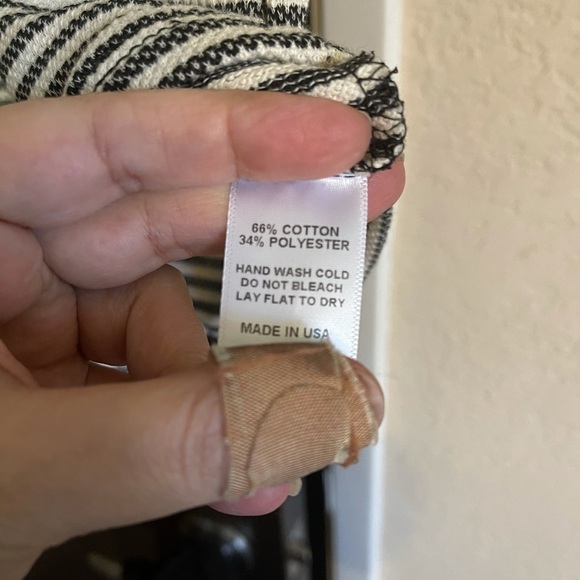 66% COTTON
34% POLYESTER
HAND WASH COLD
DO NOT BLEACH
LAY FLAT TO DRY
MADE IN USA